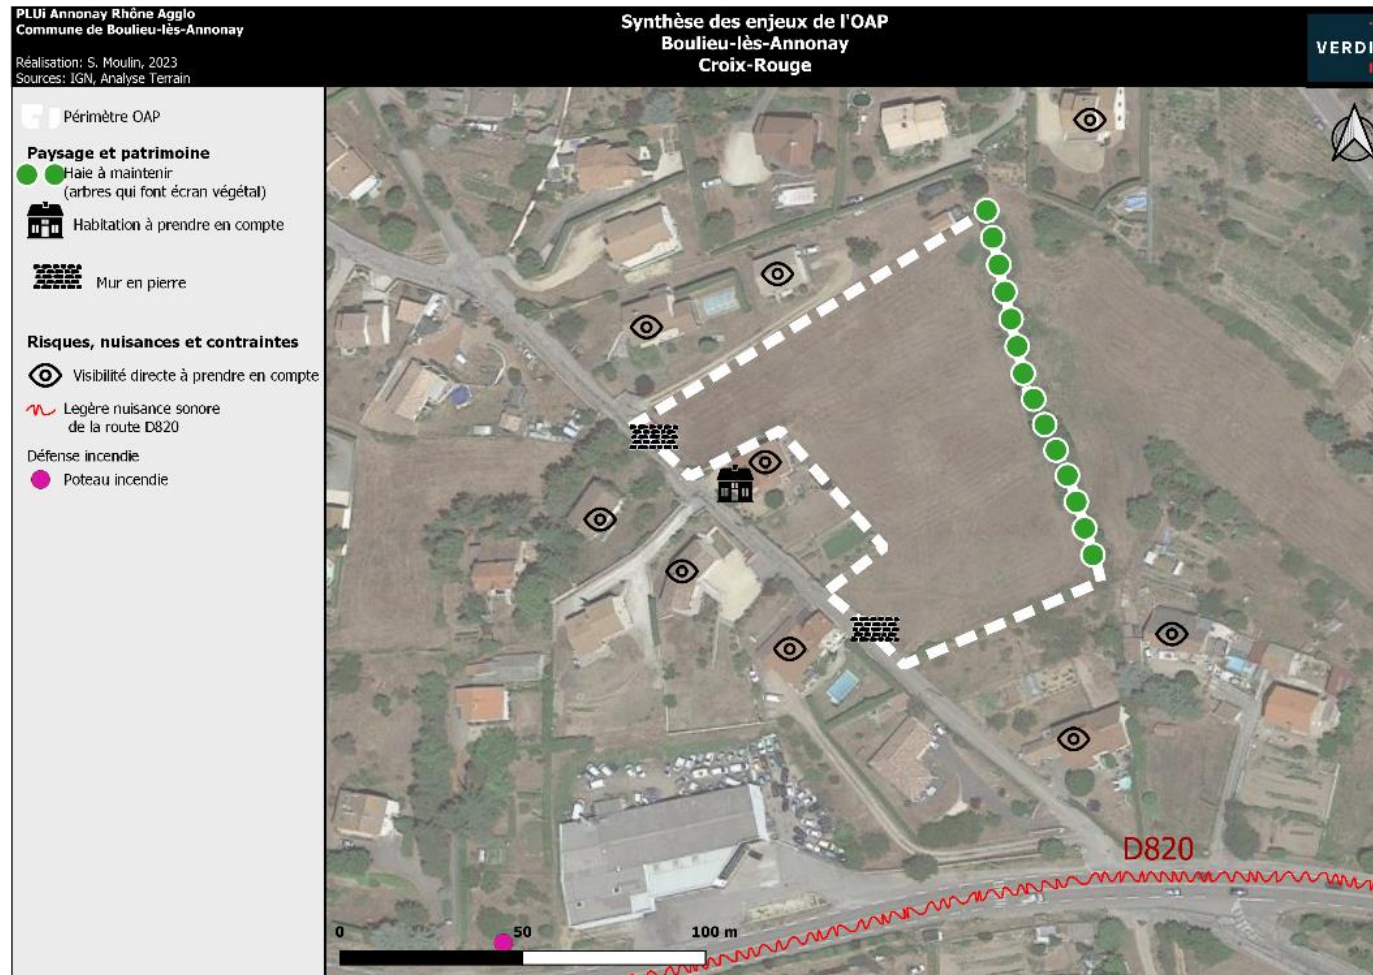 PLUi Annonay Rhône Agglo
Commune de Boulieu-lès-Annonay
Réalisation: S. Moulin, 2023
Sources: IGN, Analyse Terrain
Synthèse des enjeux de l'OAP
Boulieu-lès-Annonay
Croix-Rouge
Périmètre OAP
Paysage et patrimoine
Haie à maintenir
(arbres qui font écran végétal)
Habitation à prendre en compte
Mur en pierre
Risques, nuisances et contraintes
Visibilité directe à prendre en compte
Legère nuisance sonore
de la route D820
Défense incendie
Poteau incendie
D820
0 50 100 m